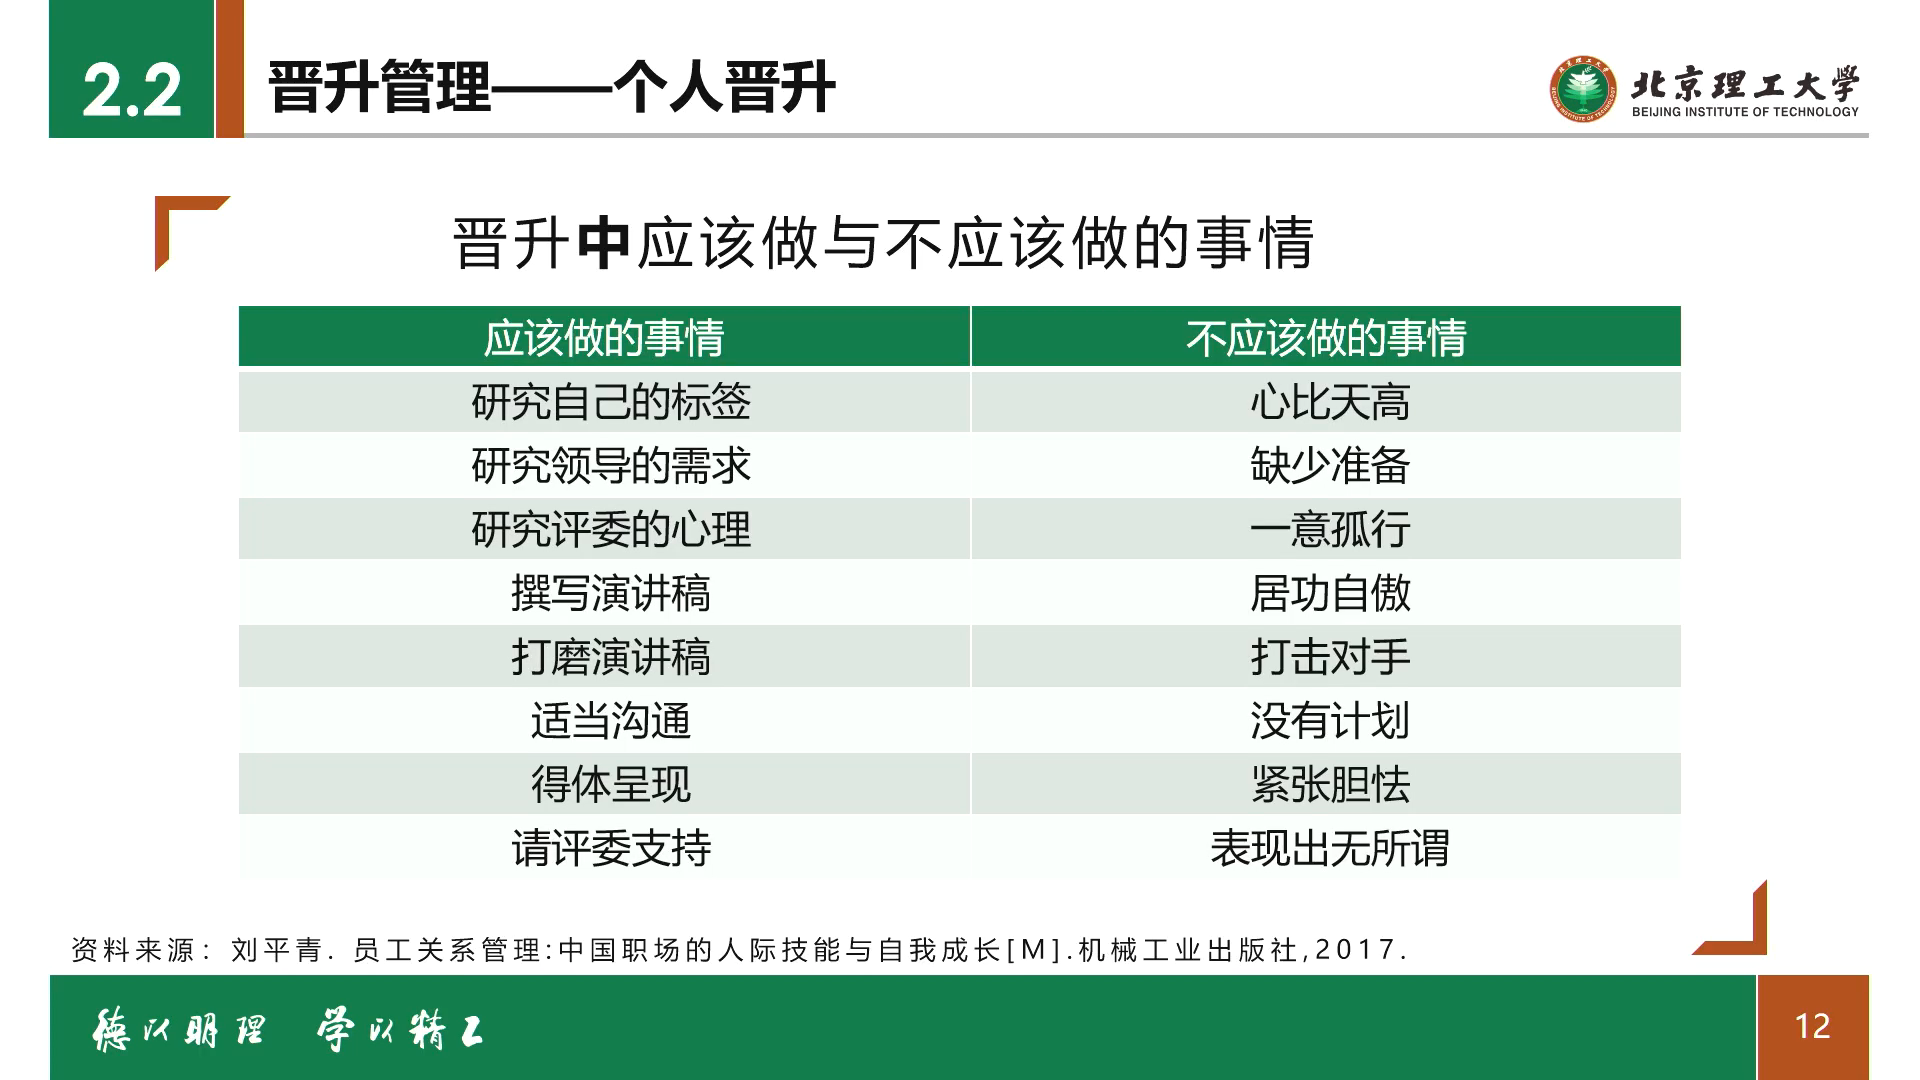 2.2
晋升管理——个人晋升
北京理工大学
BEIJING INSTITUTE OF TECHNOLOGY
晋升中应该做与不应该做的事情
应该做的事情 不应该做的事情
研究自己的标签 心比天高
研究领导的需求 缺少准备
研究评委的心理 一意孤行
撰写演讲稿 居功自傲
打磨演讲稿 打击对手
适当沟通 没有计划
得体呈现 紧张胆怯
请评委支持 表现出无所谓
资料来源：刘平青. 员工关系管理:中国职场的人际技能与自我成长[M].机械工业出版社,2017.
德以明理 学以精工
12